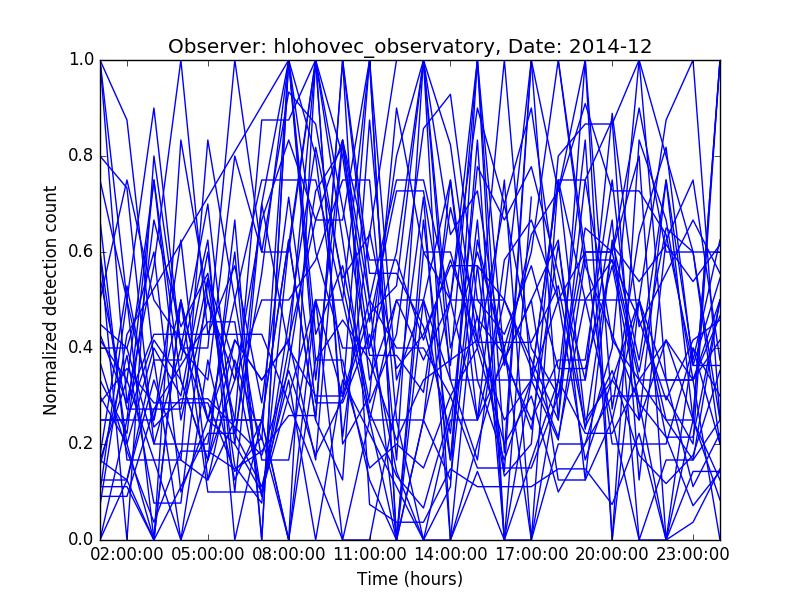 Observer: hlohovec_observatory, Date: 2014-12
1.0
0.8
0.6
0.4
0.2
0.0
Normalized detection count
02:00:00 05:00:00 08:00:00 11:00:00 14:00:00 17:00:00 20:00:00 23:00:00
Time (hours)